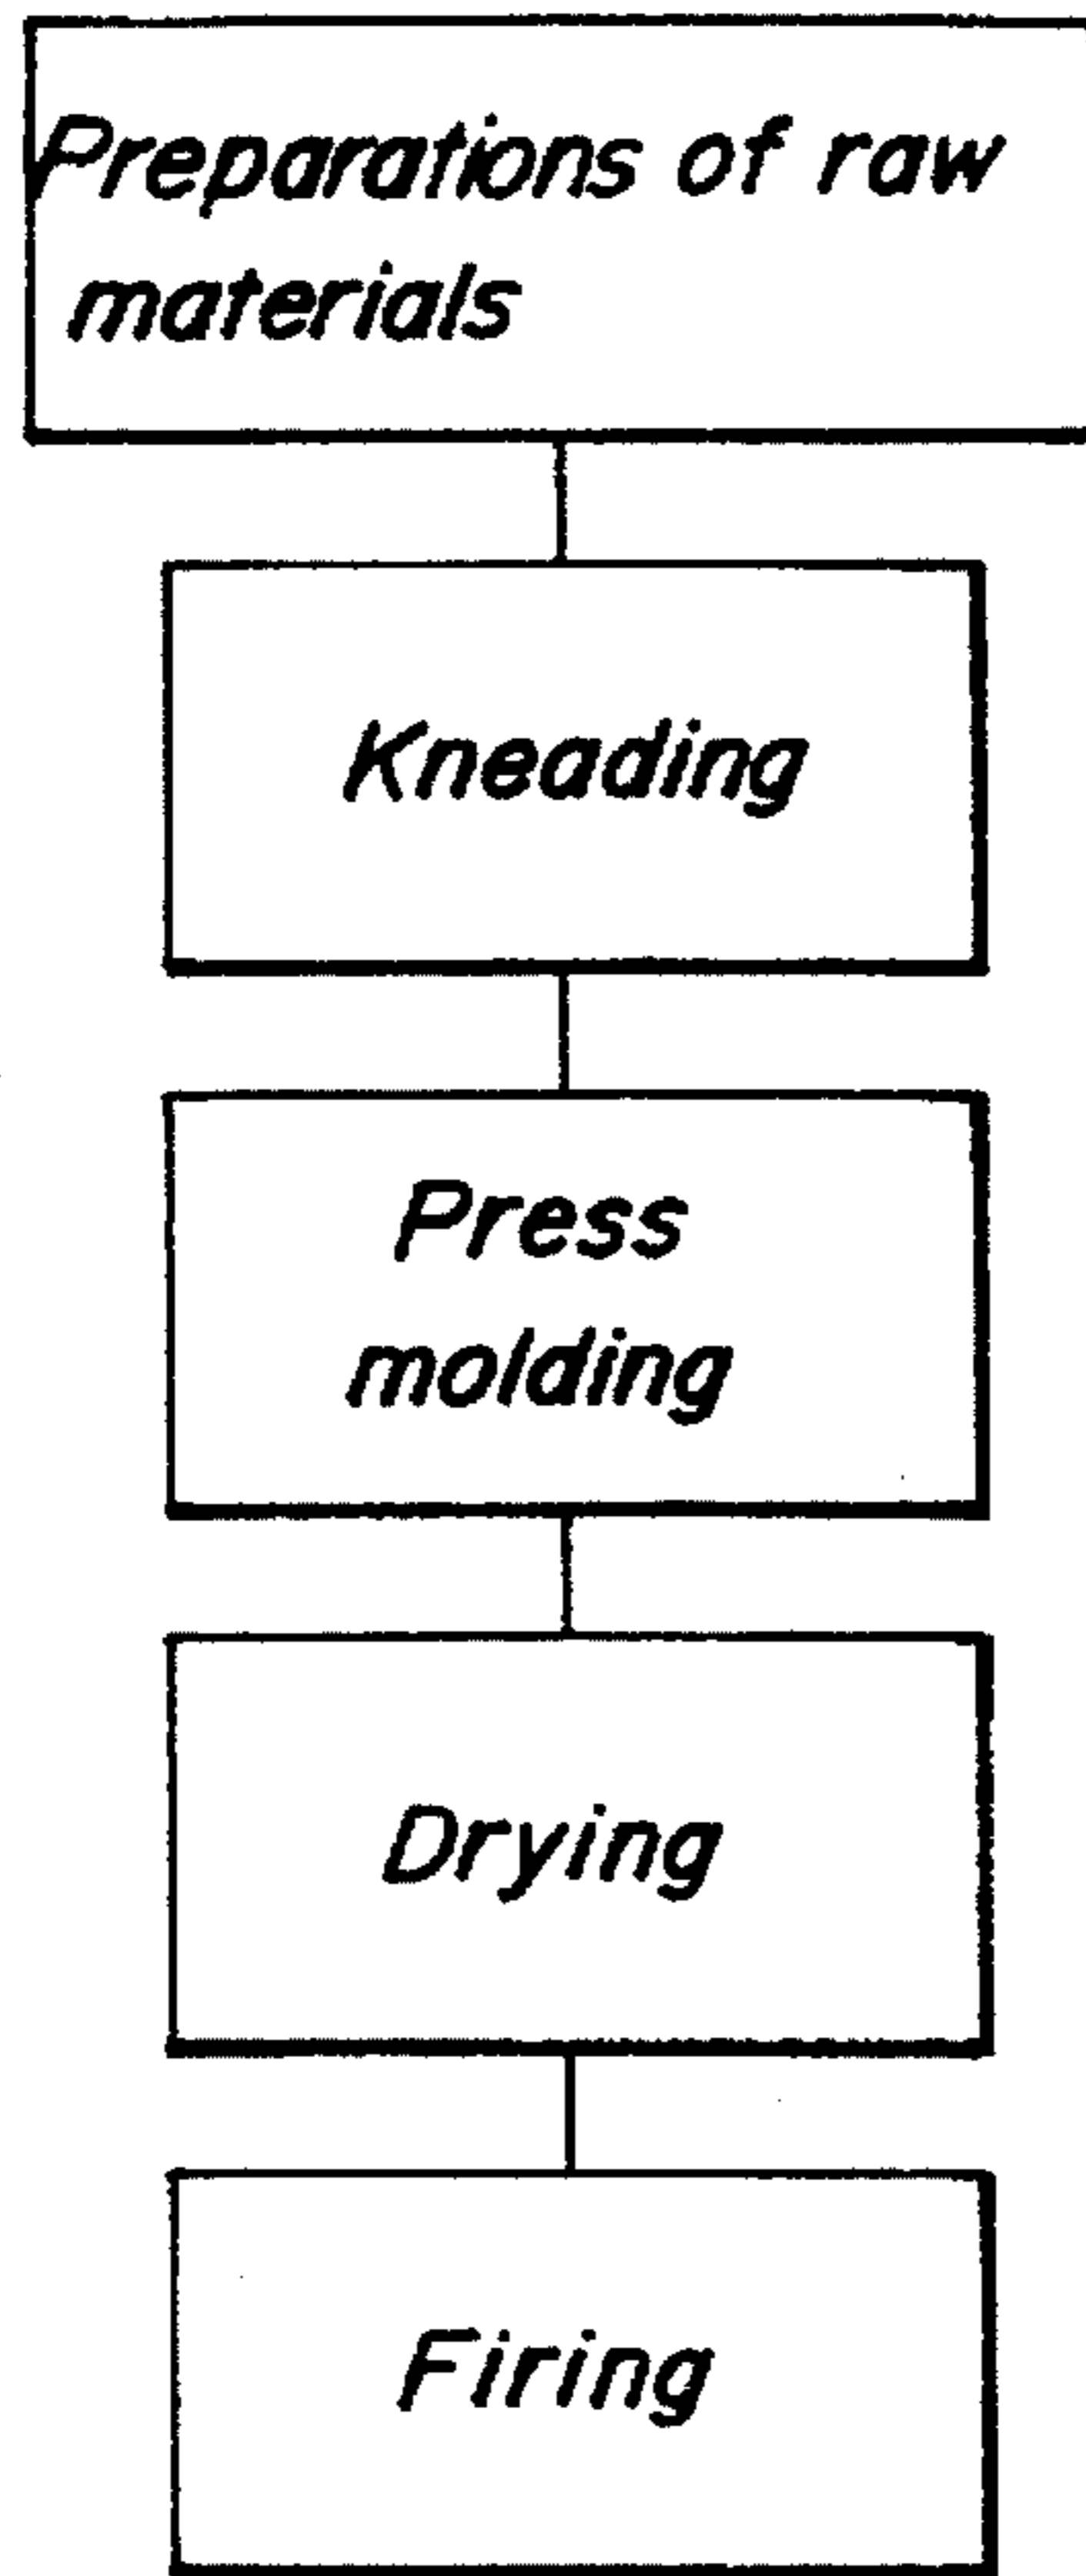 Preparations of raw
materials
Kneading
Press
molding
Drying
Firing